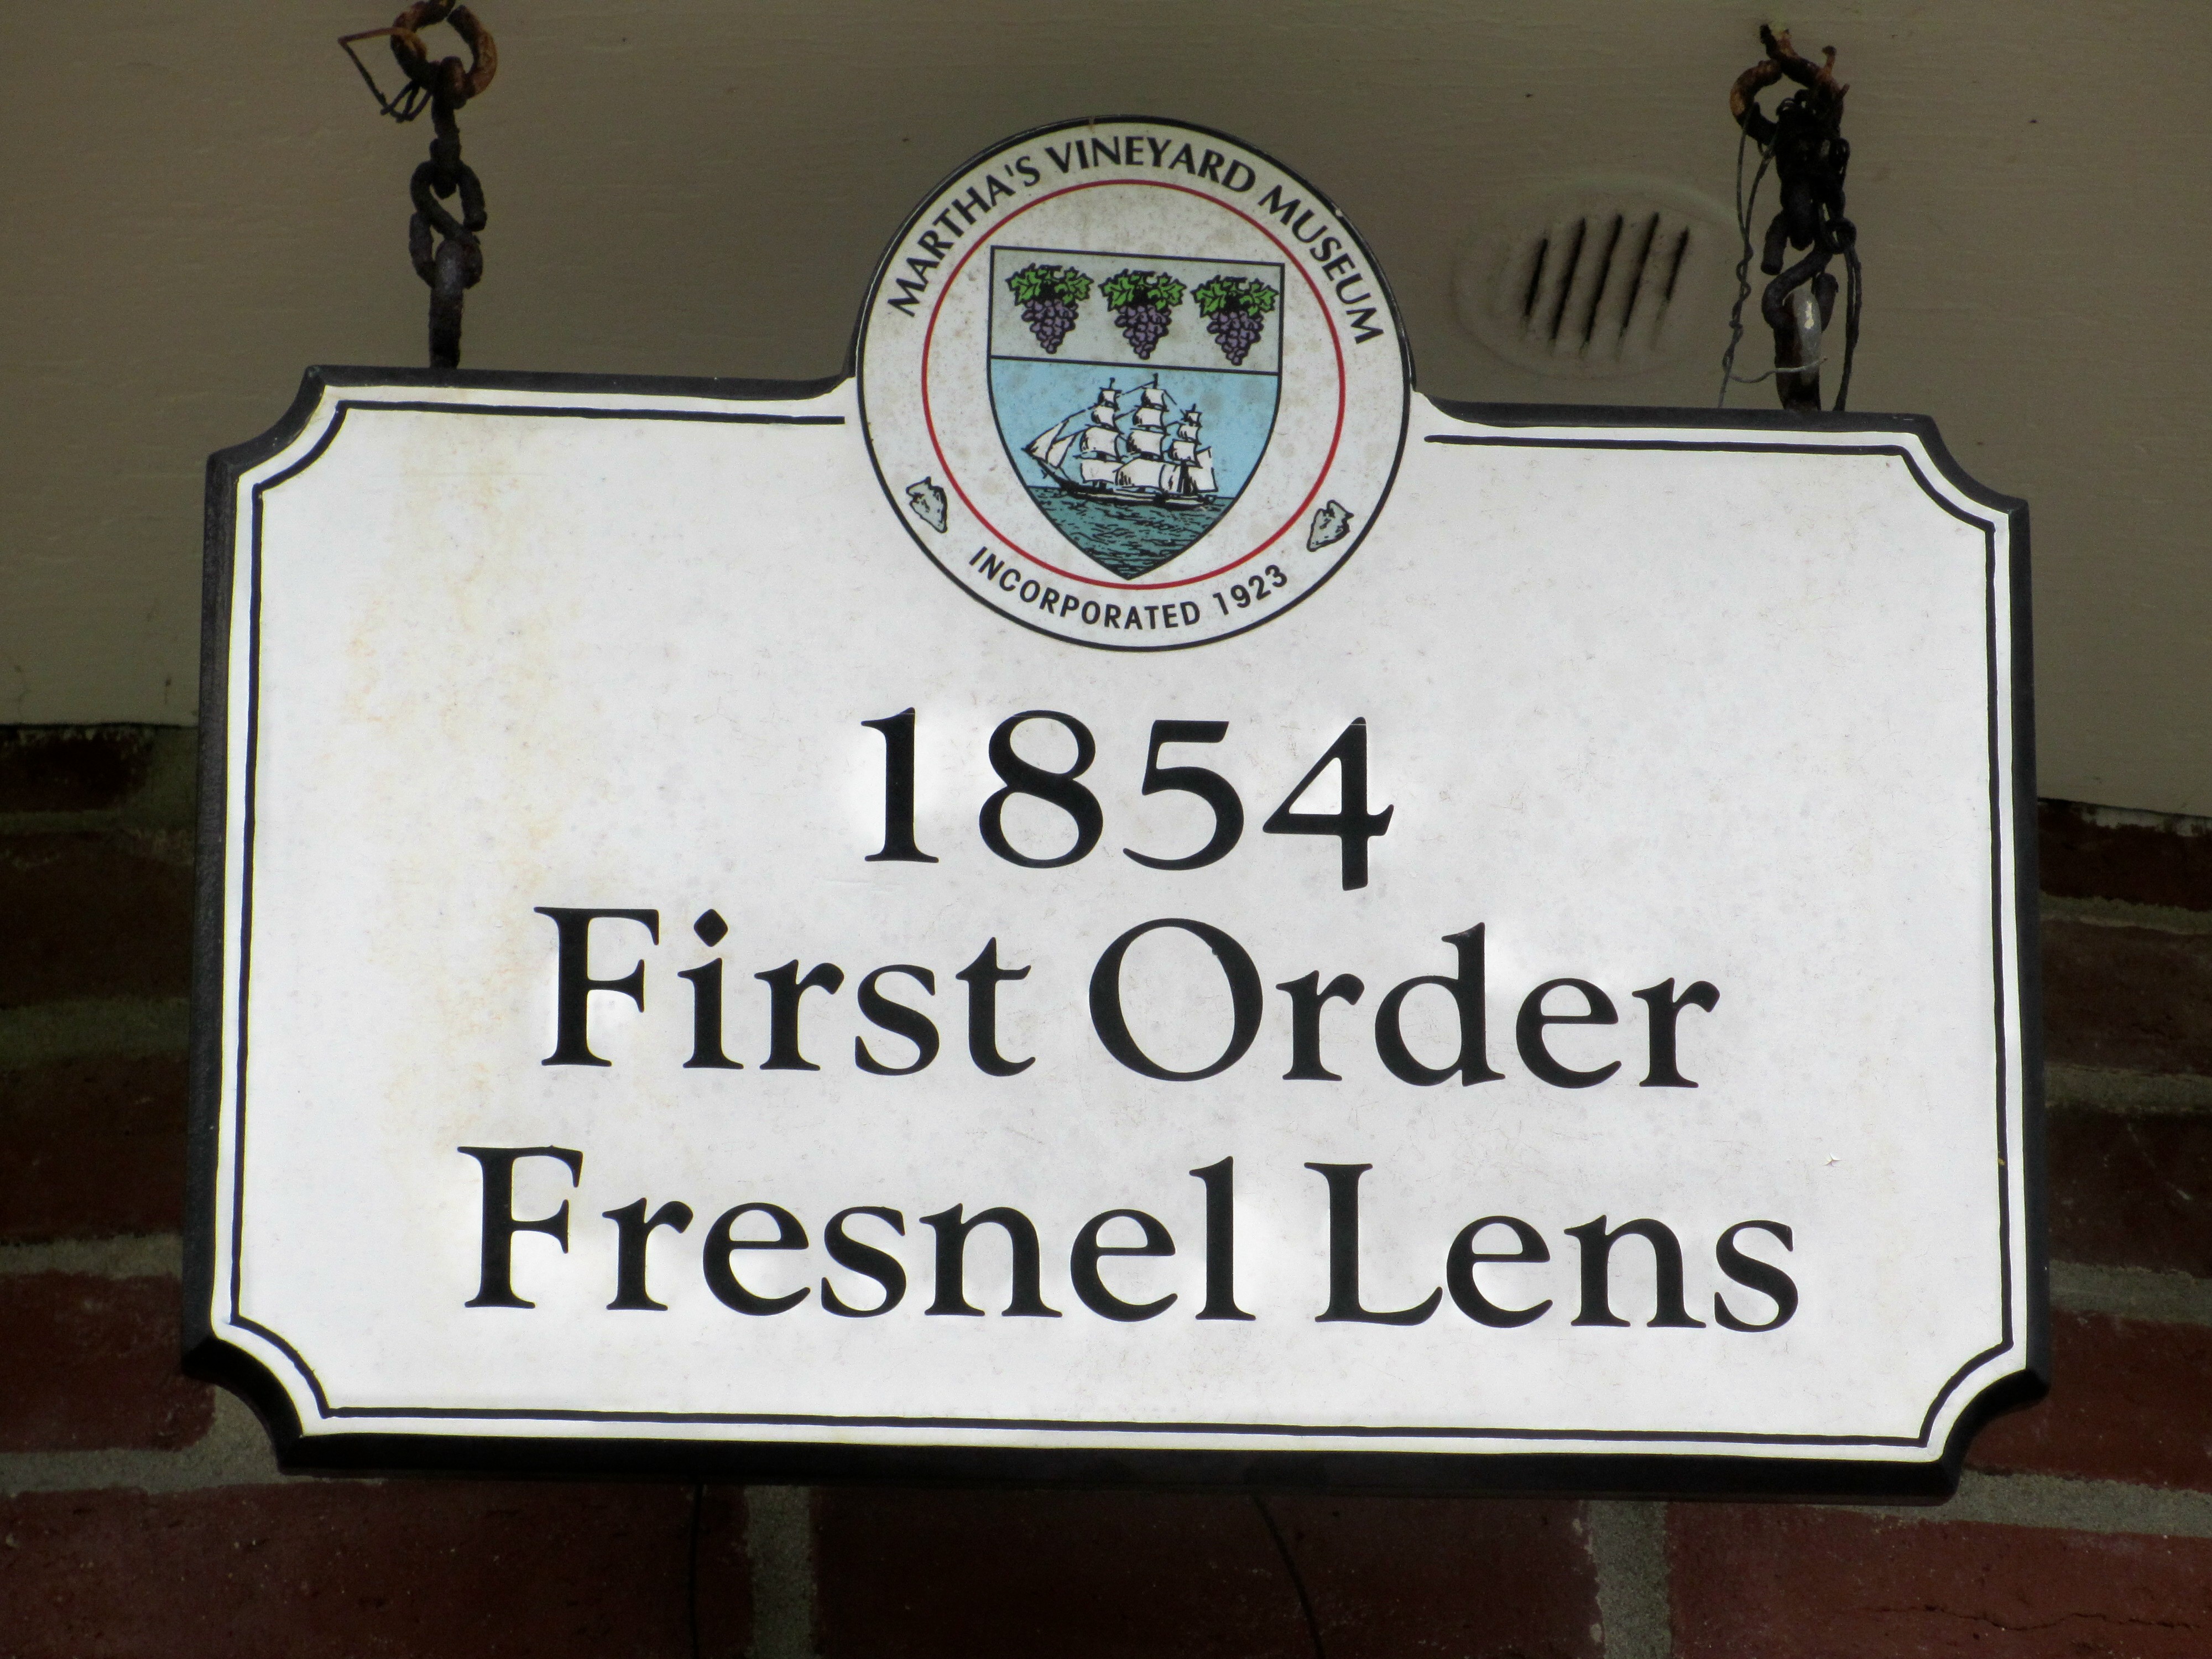 MARTHA'S VINEYARD MUSEUM
INCORPORATED 1923
1854
First Order
Fresnel Lens